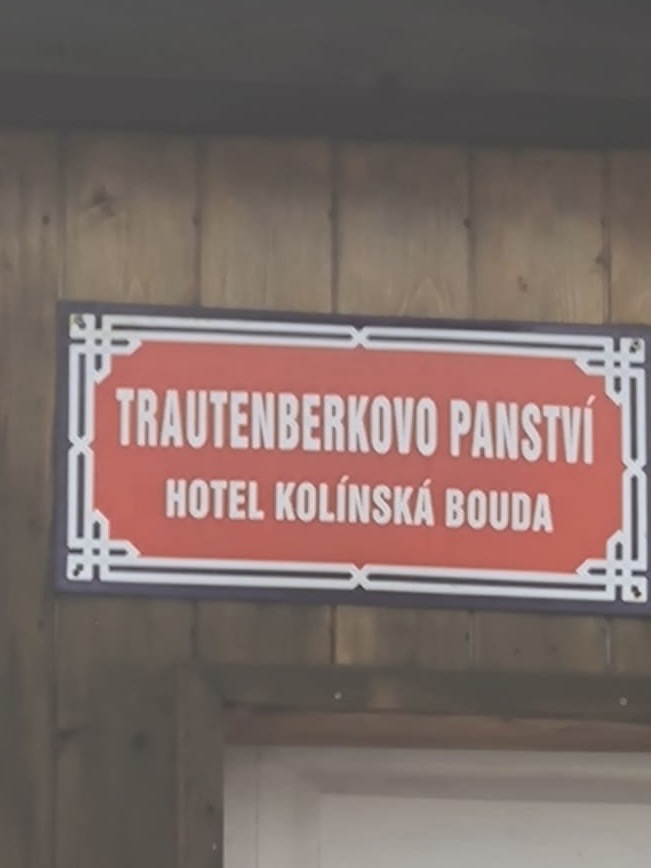 TRAUTENBERKOVO PANSTVÍ
HOTEL KOLÍNSKÁ BOUDA